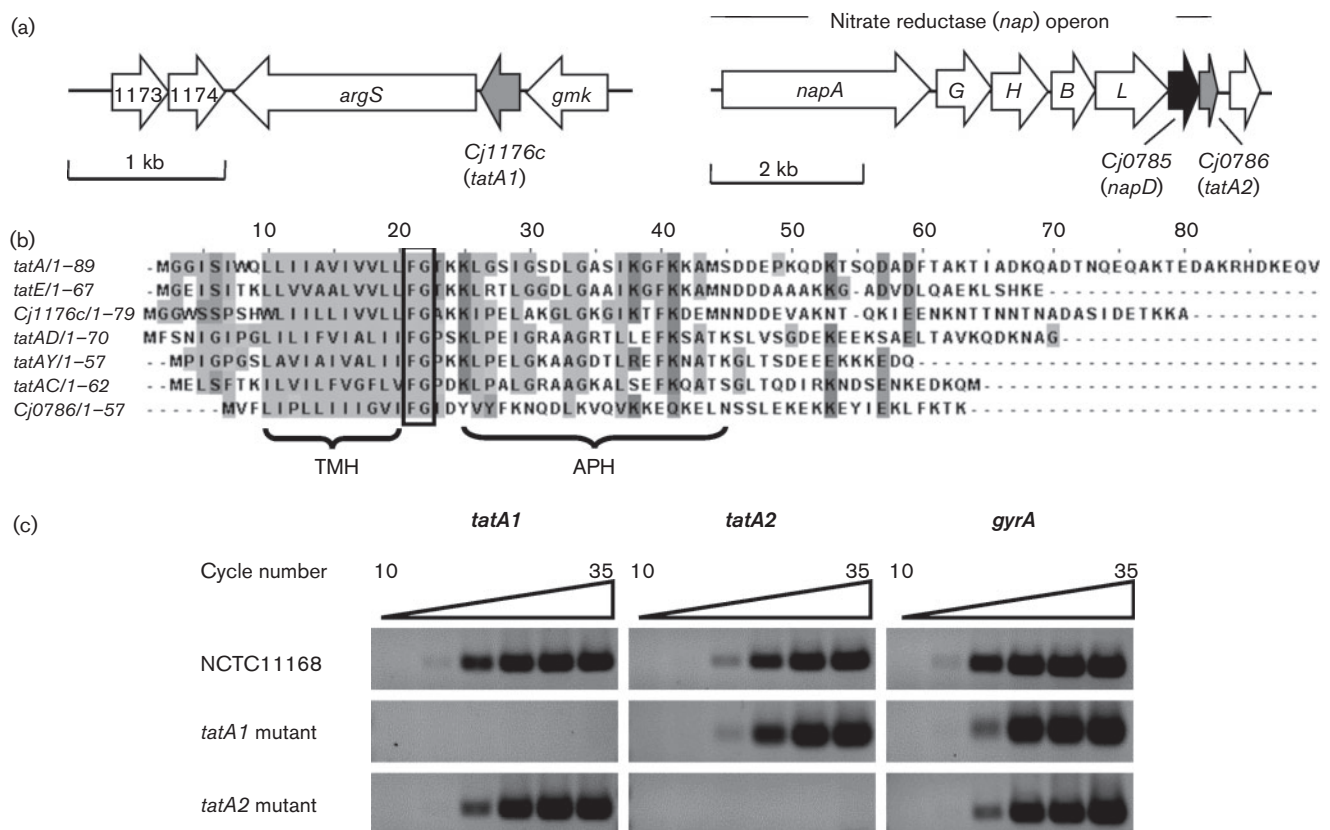 (a)
Nitrate reductase (nap) operon
1173 1174 argS gmk
Cj1176c
(tatA1)
1 kb
napA G H B L
2 kb
Cj0785
(napD)
Cj0786
(tatA2)
(b)
10 20 30 40 50 60 70 80
tatA/1–89 MGGISIWQLLIIAVIVVLLFGTKKLGSIGSDLGASIKGFKKAMSDDEPKQDKTSQDADFTAKTIADKQADTNQEQAKTEDAKRHDKEQV
tatE/1–67 MGEISITKLLVVAALVVLLFGTKKLRTLGGDLGAAIKGFKKAMNDDDAAAKKG-ADVDLQAEKLSHKE
Cj1176c/1–79 MGGWSSPSHWLIILLIVVLLFGAKKIPELAKGLGKGIKTFKDEMNNDDEVAKNT-QKIEENKNTTNNTNADASIDETKKA
tatAD/1–70 MFSNIGIPGLILIFVIALIIFGPSKLPEIGKAAGRTLLEFKNATKSLVSGDEKEEKSAELTAVKQDKNAG
tatAY/1–57 MPIGPGSLAVIAIVALIIFGPKKLPEIGKAAGDTLREFKNATKGLTSDEEEKKKEDQ
tatAC/1–62 MELSFTKILVILFVGFLVFGPDKLPALGRAAGKALSEFKQATSGLTQDIRKNDSENKEDKQM
Cj0786/1–57 MVFLIPLLIIIGVIFGIDYVYFKNQDLKVQVKKEQKELNSSLEKEKKEYIEKLFKTK
TMH APH
(c)
tatA1 tatA2 gyrA
Cycle number 10 35 10 35 10 35
NCTC11168
tatA1 mutant
tatA2 mutant